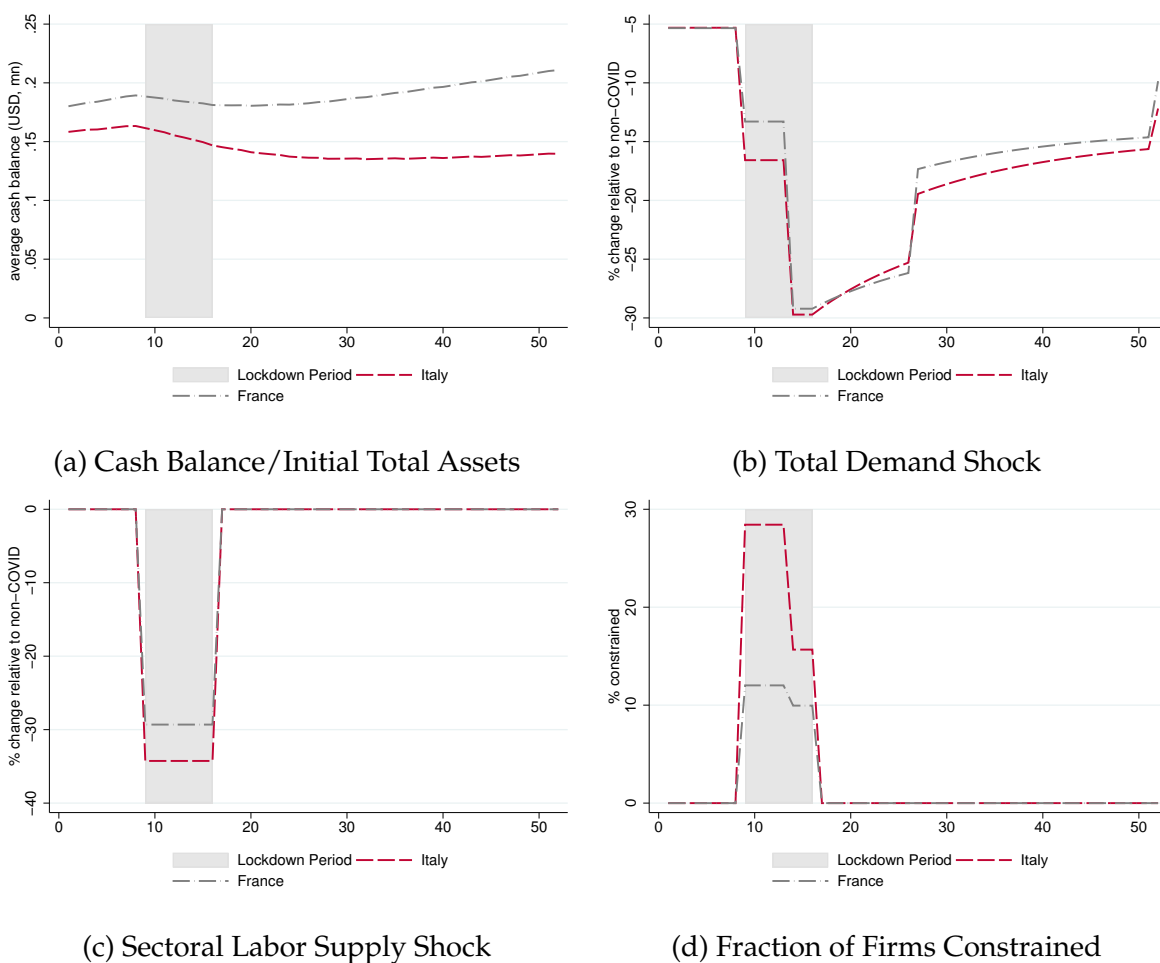 average cash balance (USD, mn)
.25
.2
.15
.1
.05
0
0 10 20 30 40 50
Lockdown Period Italy
France
(a) Cash Balance/Initial Total Assets
% change relative to non-COVID
-5
-10
-15
-20
-25
-30
0 10 20 30 40 50
Lockdown Period Italy
France
(b) Total Demand Shock
% change relative to non-COVID
0
-10
-20
-30
-40
0 10 20 30 40 50
Lockdown Period Italy
France
(c) Sectoral Labor Supply Shock
% constrained
30
20
10
0
0 10 20 30 40 50
Lockdown Period Italy
France
(d) Fraction of Firms Constrained